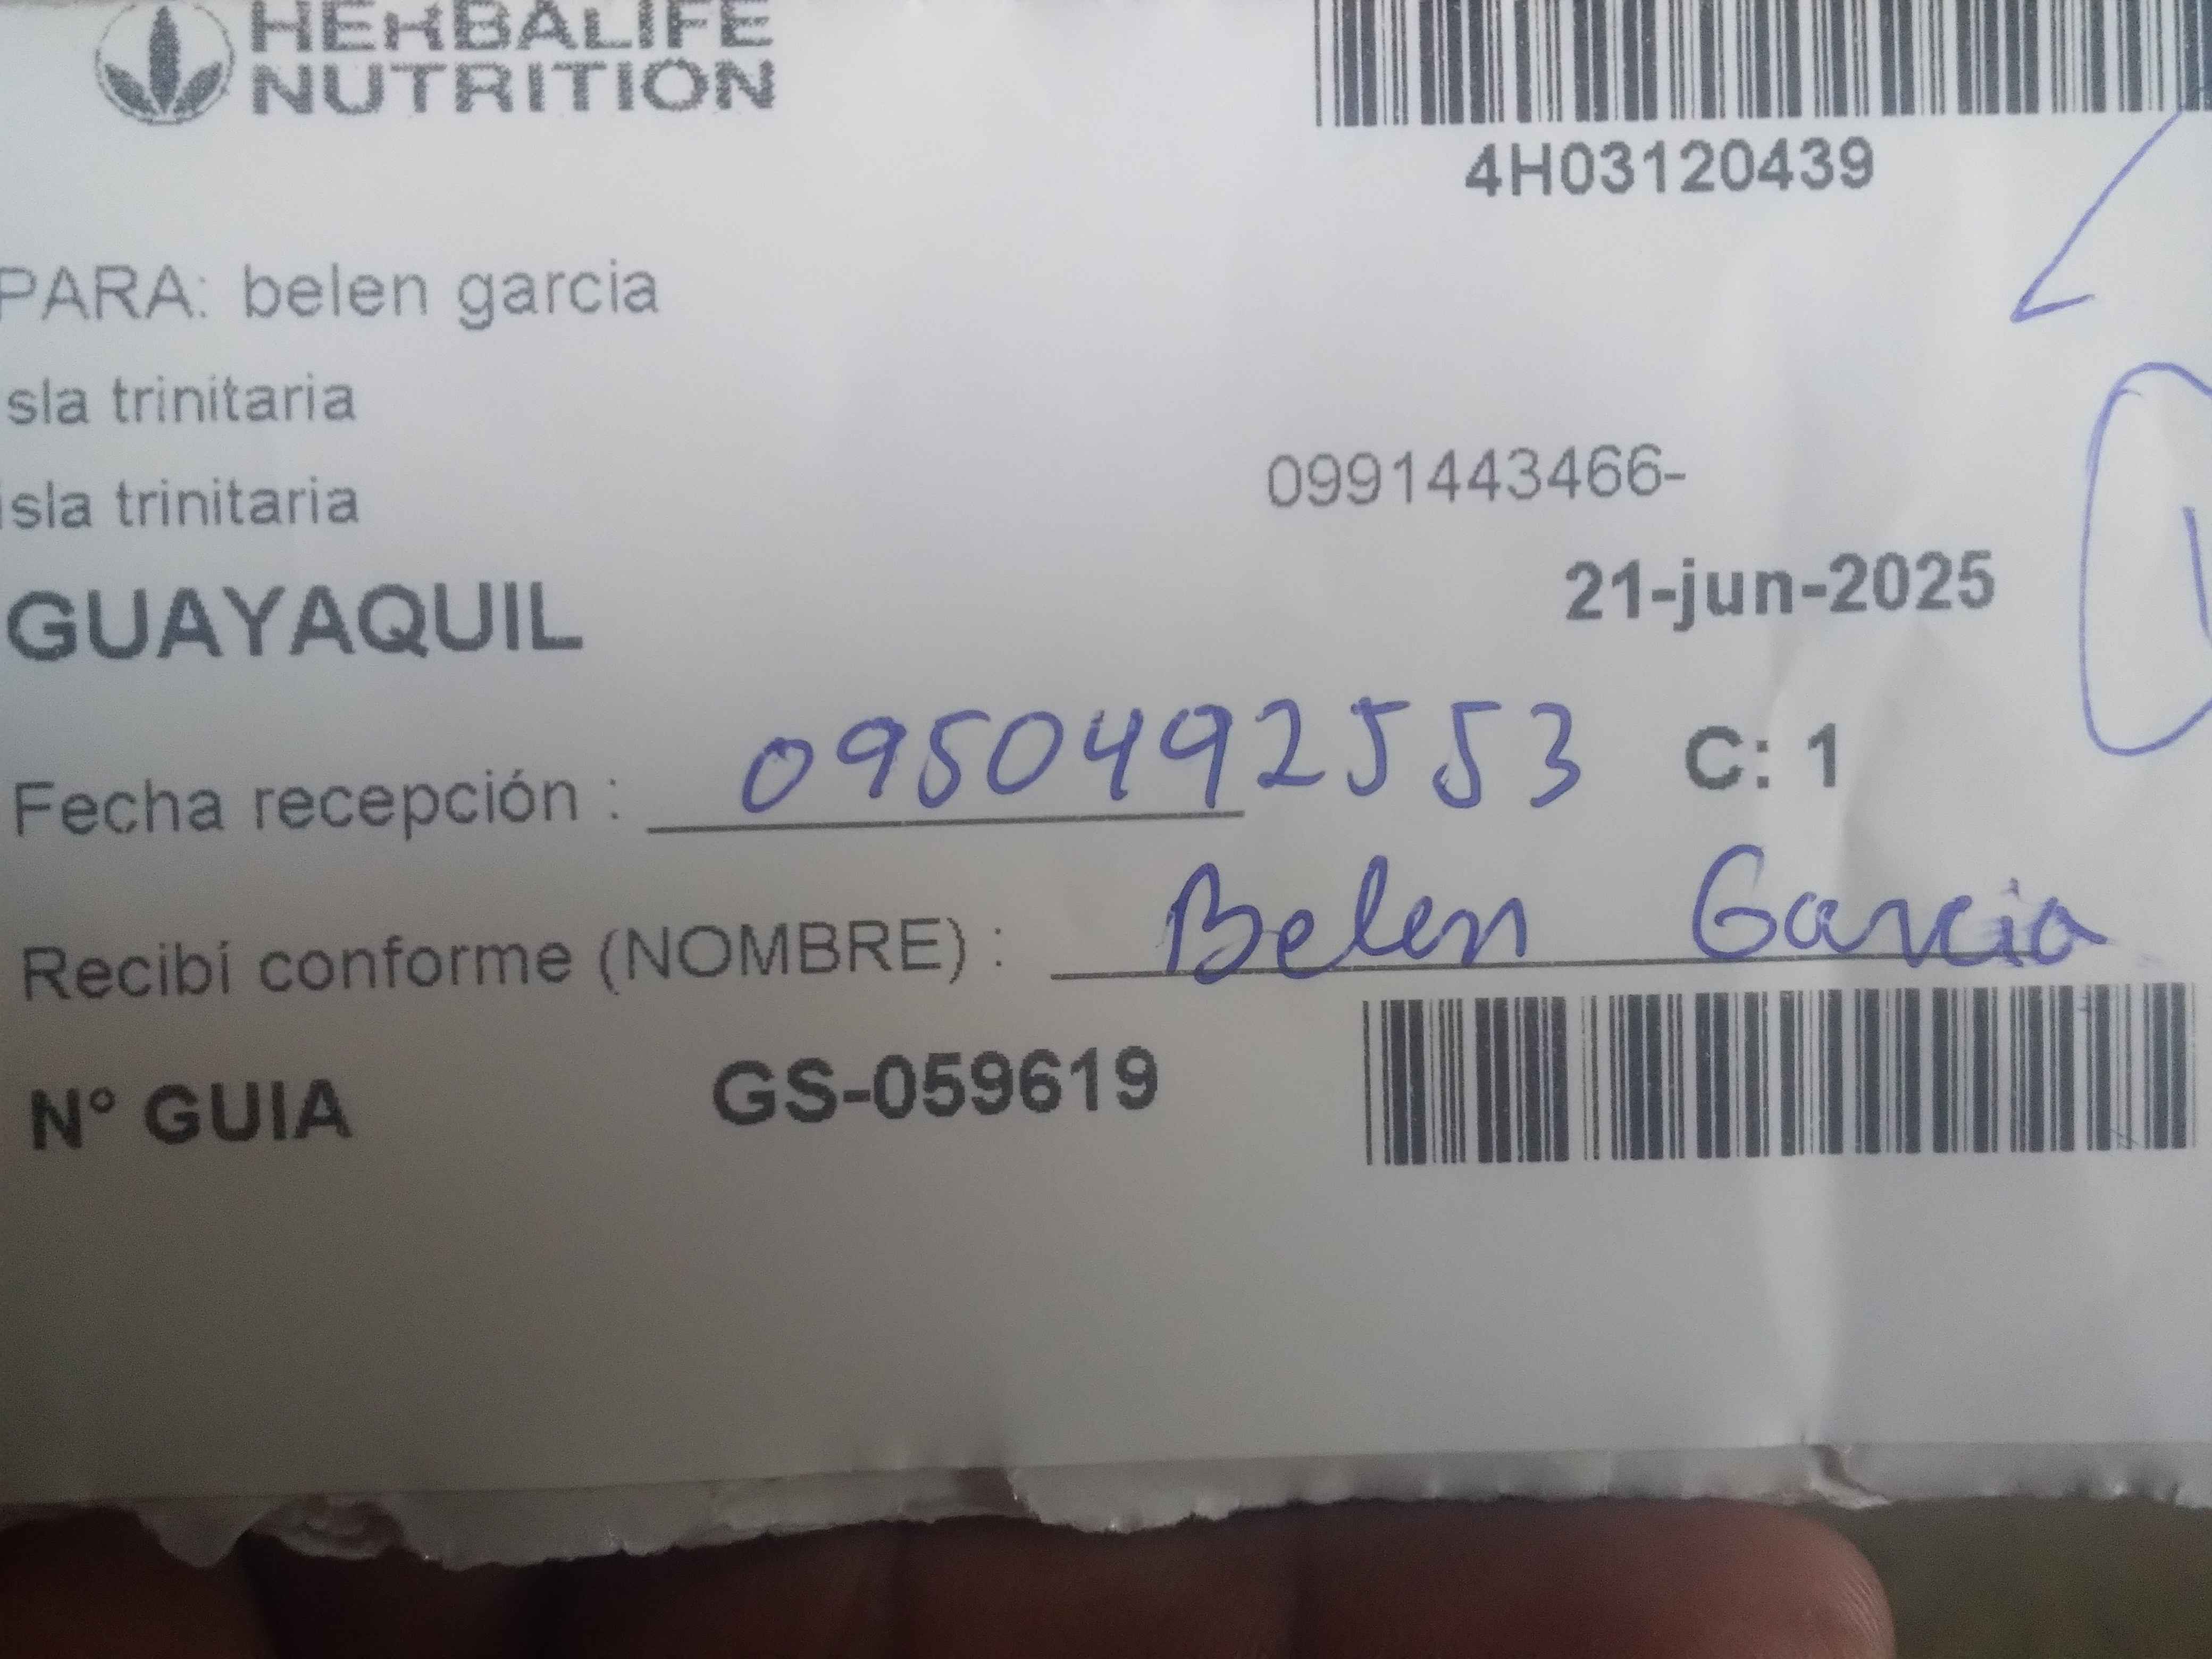 HERBALIFE
NUTRITION
4H03120439
PARA: belen garcia
sla trinitaria
isla trinitaria
0991443466-
GUAYAQUIL
21-jun-2025
Fecha recepción : 0950492553 C: 1
Recibí conforme (NOMBRE) : Belen Garcia
N° GUIA GS-059619